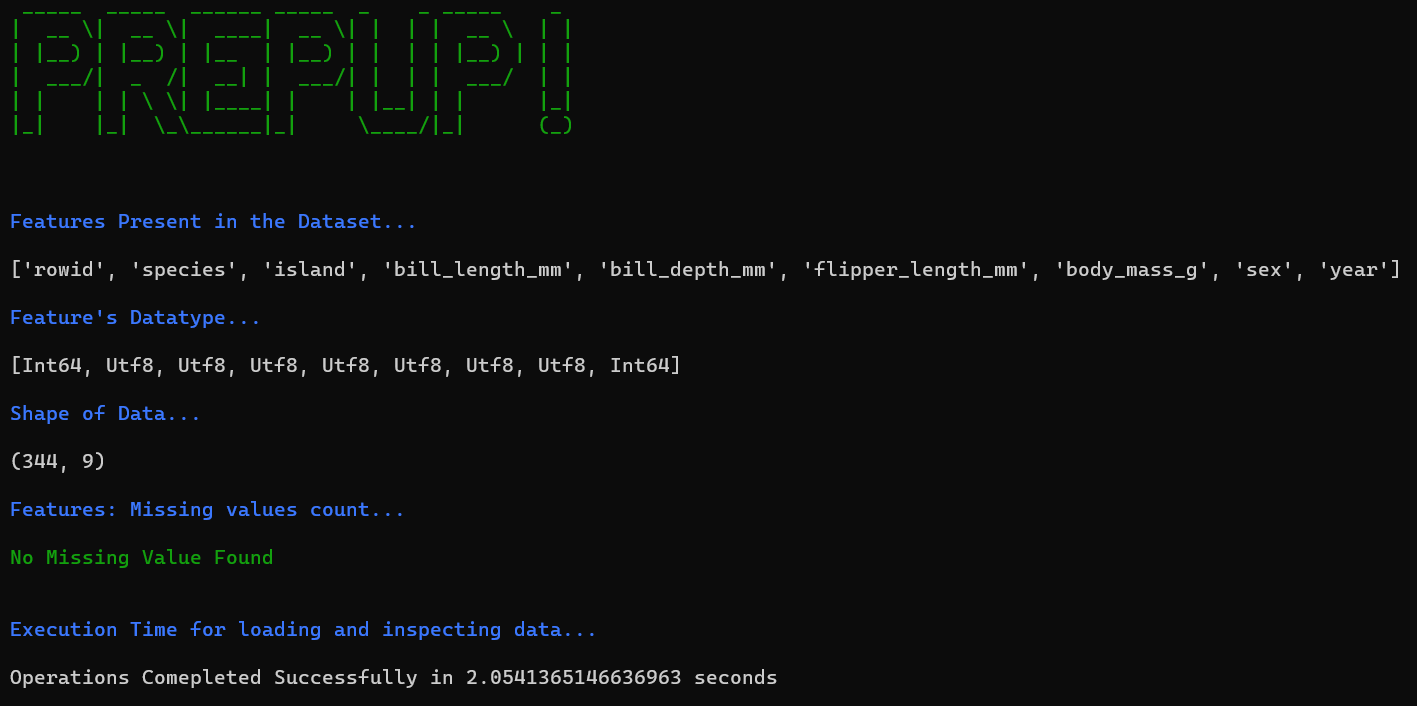 PREPUP!
Features Present in the Dataset...
['rowid', 'species', 'island', 'bill_length_mm', 'bill_depth_mm', 'flipper_length_mm', 'body_mass_g', 'sex', 'year']
Feature's Datatype...
[Int64, Utf8, Utf8, Utf8, Utf8, Utf8, Utf8, Utf8, Int64]
Shape of Data...
(344, 9)
Features: Missing values count...
No Missing Value Found
Execution Time for loading and inspecting data...
Operations Comepleted Successfully in 2.0541365146636963 seconds